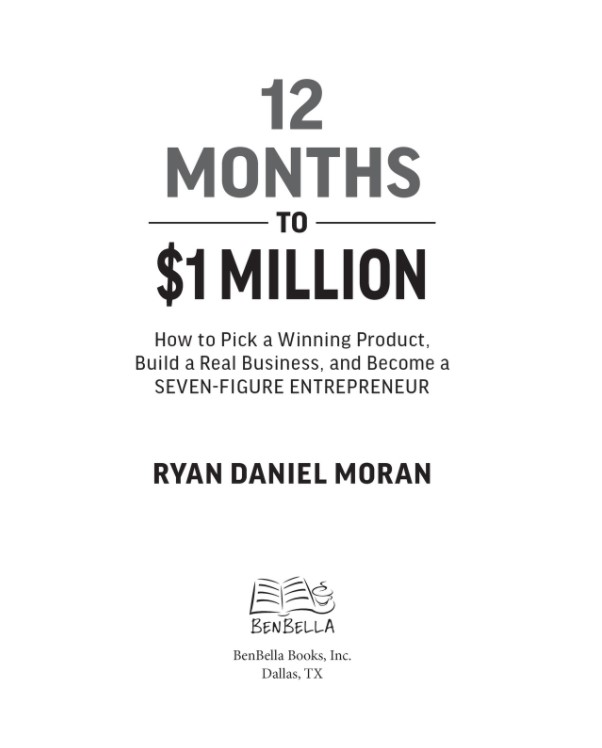 12
MONTHS
TO
$1 MILLION
How to Pick a Winning Product,
Build a Real Business, and Become a
SEVEN-FIGURE ENTREPRENEUR
RYAN DANIEL MORAN
BENBELLA
BenBella Books, Inc.
Dallas, TX